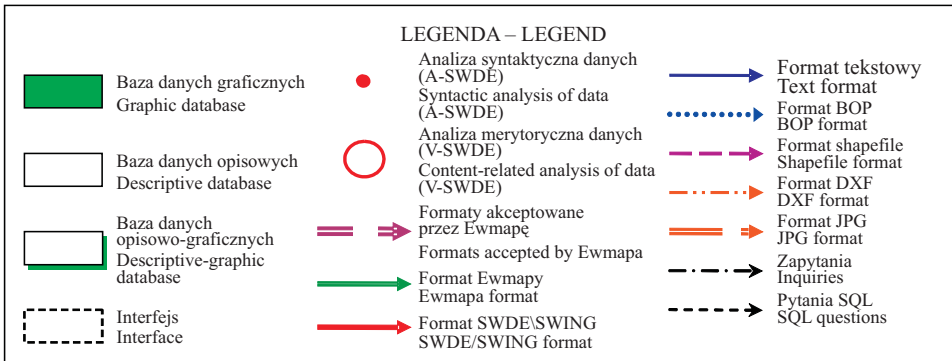 LEGENDA – LEGEND
Baza danych graficznych
Graphic database
Baza danych opisowych
Descriptive database
Baza danych
opisowo-graficznych
Descriptive-graphic
database
Interfejs
Interface
Analiza syntaktyczna danych
(A-SWDE)
Syntactic analysis of data
(A-SWDE)
Analiza merytoryczna danych
(V-SWDE)
Content-related analysis of data
(V-SWDE)
Formaty akceptowane
przez Ewmapę
Formats accepted by Ewmapa
Format Ewmapy
Ewmapa format
Format SWDE\SWING
SWDE/SWING format
Format tekstowy
Text format
Format BOP
BOP format
Format shapefile
Shapefile format
Format DXF
DXF format
Format JPG
JPG format
Zapytania
Inquiries
Pytania SQL
SQL questions